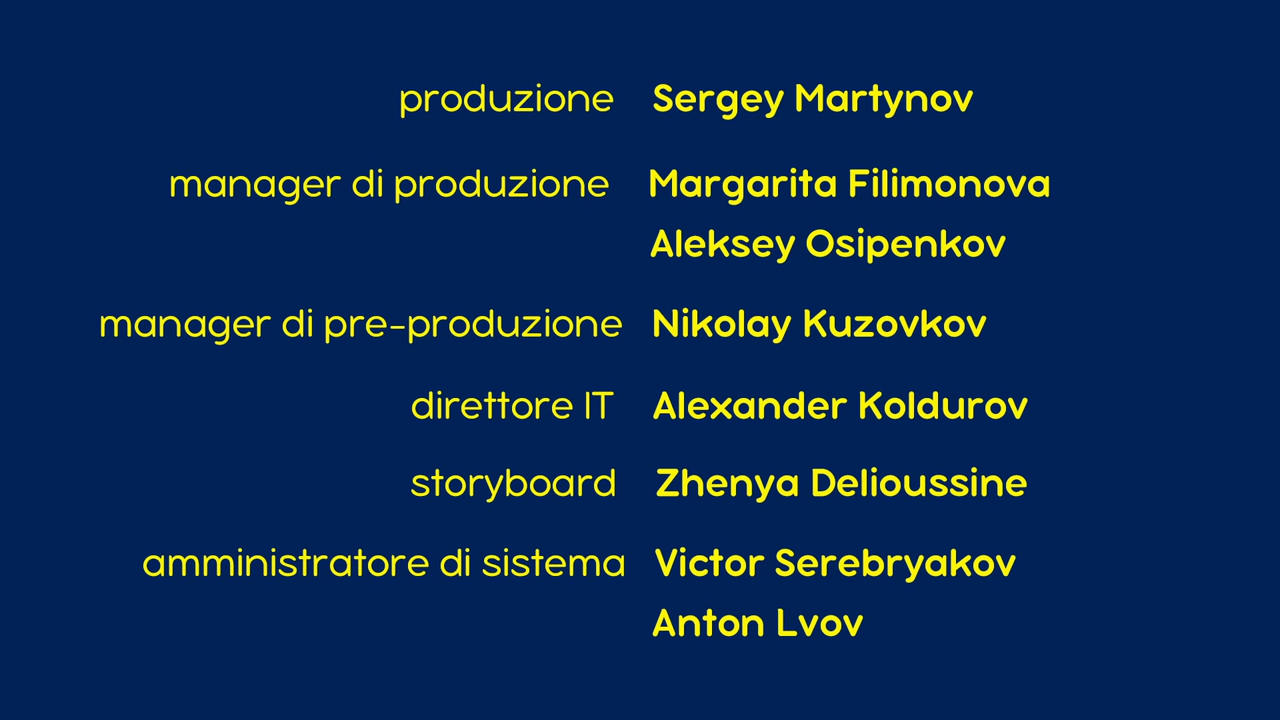 produzione Sergey Martynov
manager di produzione Margarita Filimonova
Aleksey Osipenkov
manager di pre-produzione Nikolay Kuzovkov
direttore IT Alexander Koldurov
storyboard Zhenya Delioussine
amministratore di sistema Victor Serebryakov
Anton Lvov